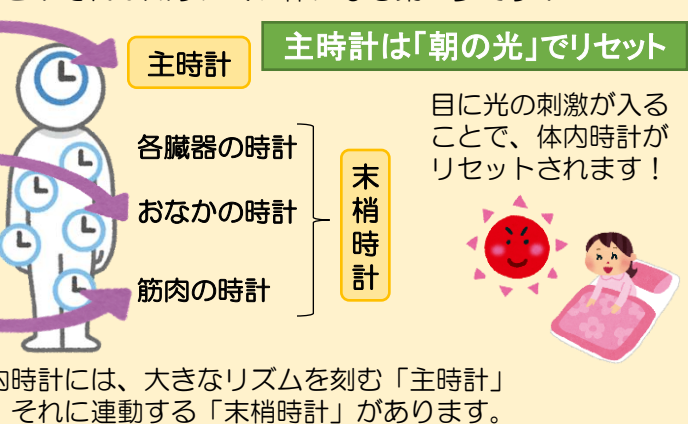 主時計は「朝の光」でリセット
主時計
目に光の刺激が入る
ことで、体内時計が
リセットされます！
各臓器の時計
おなかの時計
筋肉の時計
末梢時計
内時計には、大きなリズムを刻む「主時計」
それに連動する「末梢時計」があります。